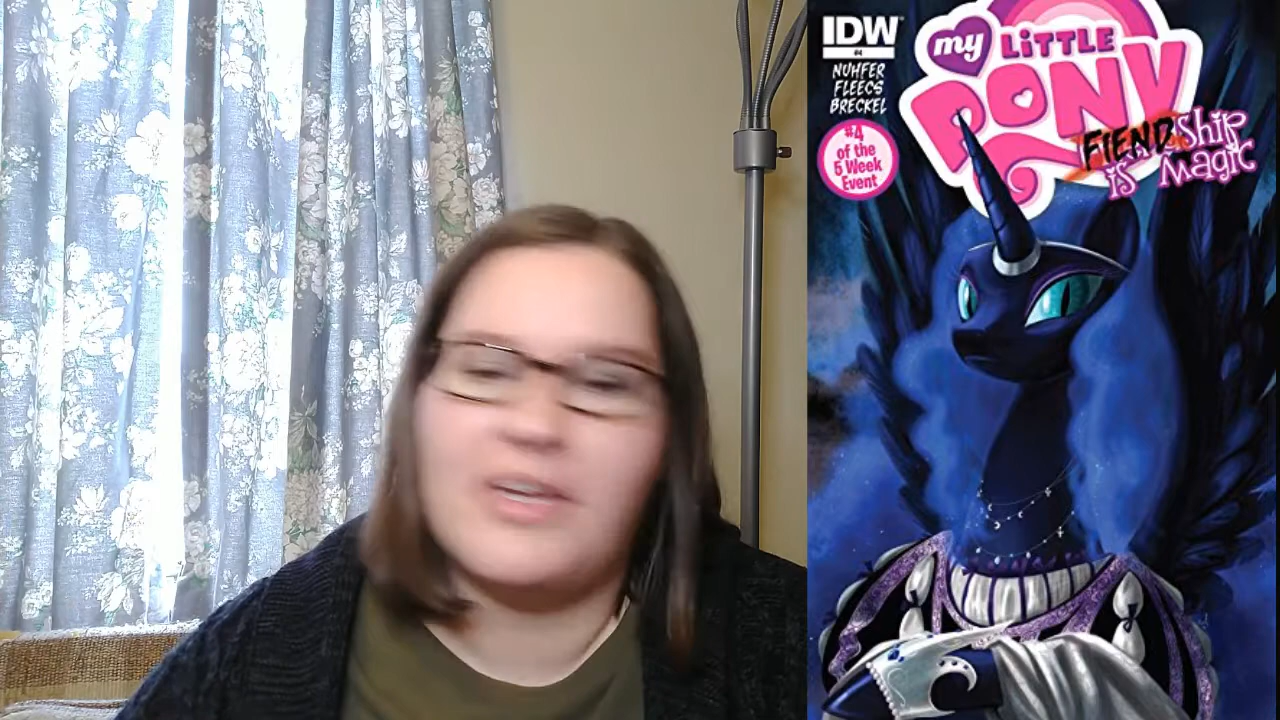 IDW
#4
NUHFER
FLEECS
BRECKEL
#4
of the
5 Week
Event
my LiTTLE
PONY
FIENDship
is Magic